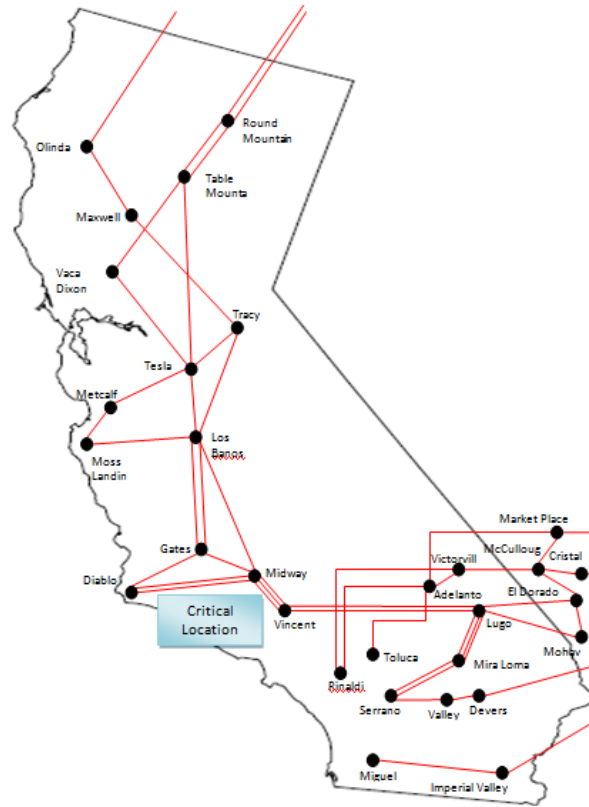 Round
Mountain
Olinda
Table
Mounta
Maxwell
Vaca
Dixon
Tracy
Tesla
Metcalf
Los
Banos
Moss
Landin
Market Place
Gates
McCulloug
Cristal
Victorvill
Midway
Diablo
El Dorado
Adelanto
Critical
Location
Vincent
Lugo
Mohav
Toluca
Mira Loma
Rinaldi
Serrano
Valley
Devers
Miguel
Imperial Valley